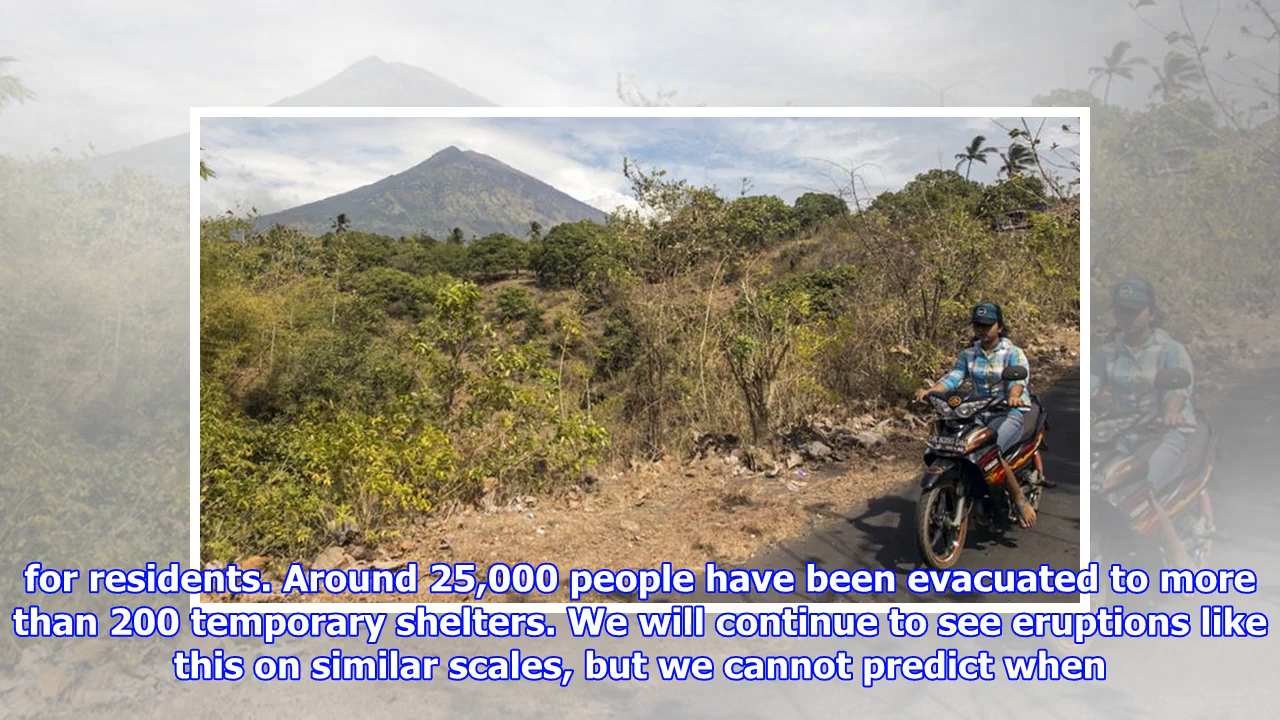 for residents. Around 25,000 people have been evacuated to more
than 200 temporary shelters. We will continue to see eruptions like
this on similar scales, but we cannot predict when